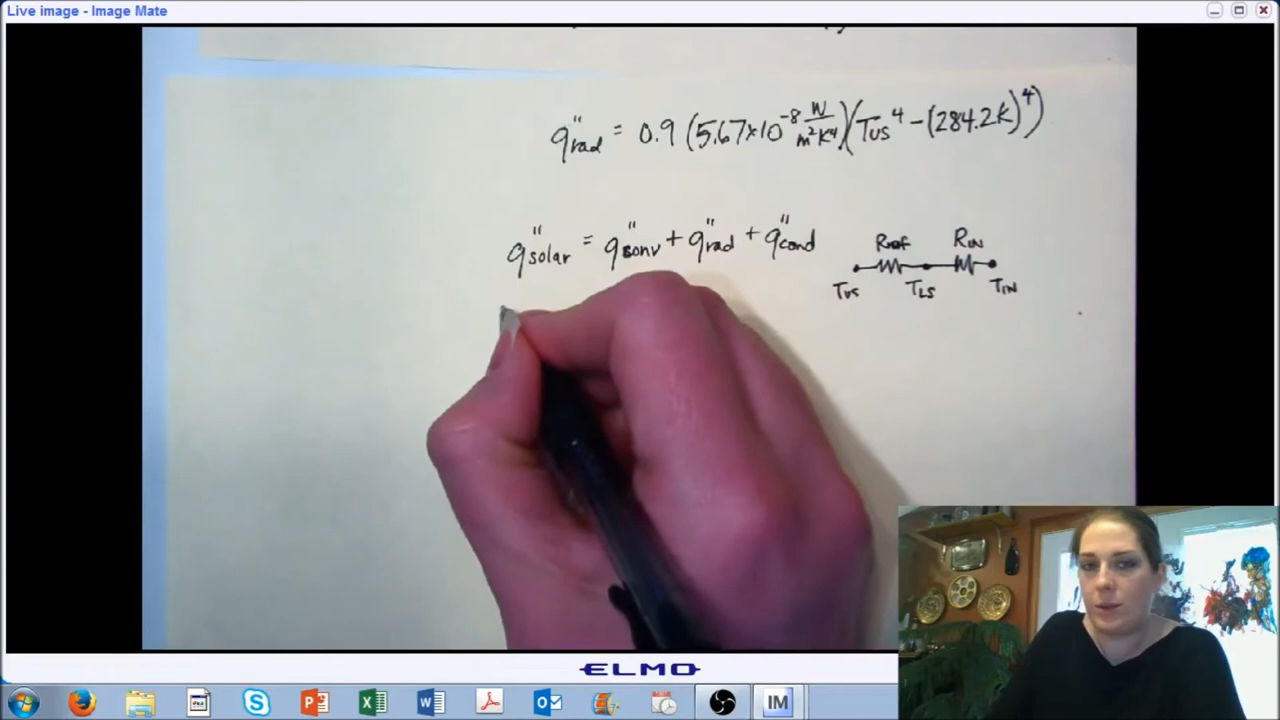 Live image - Image Mate
q"rad = 0.9 (5.67×10⁻⁸ W/m²K⁴)(Tus⁴ − (284.2K)⁴)
q"solar = q"conv + q"rad + q"cond
Rroof RIN
Tus TLS TIN
ELMO
IM